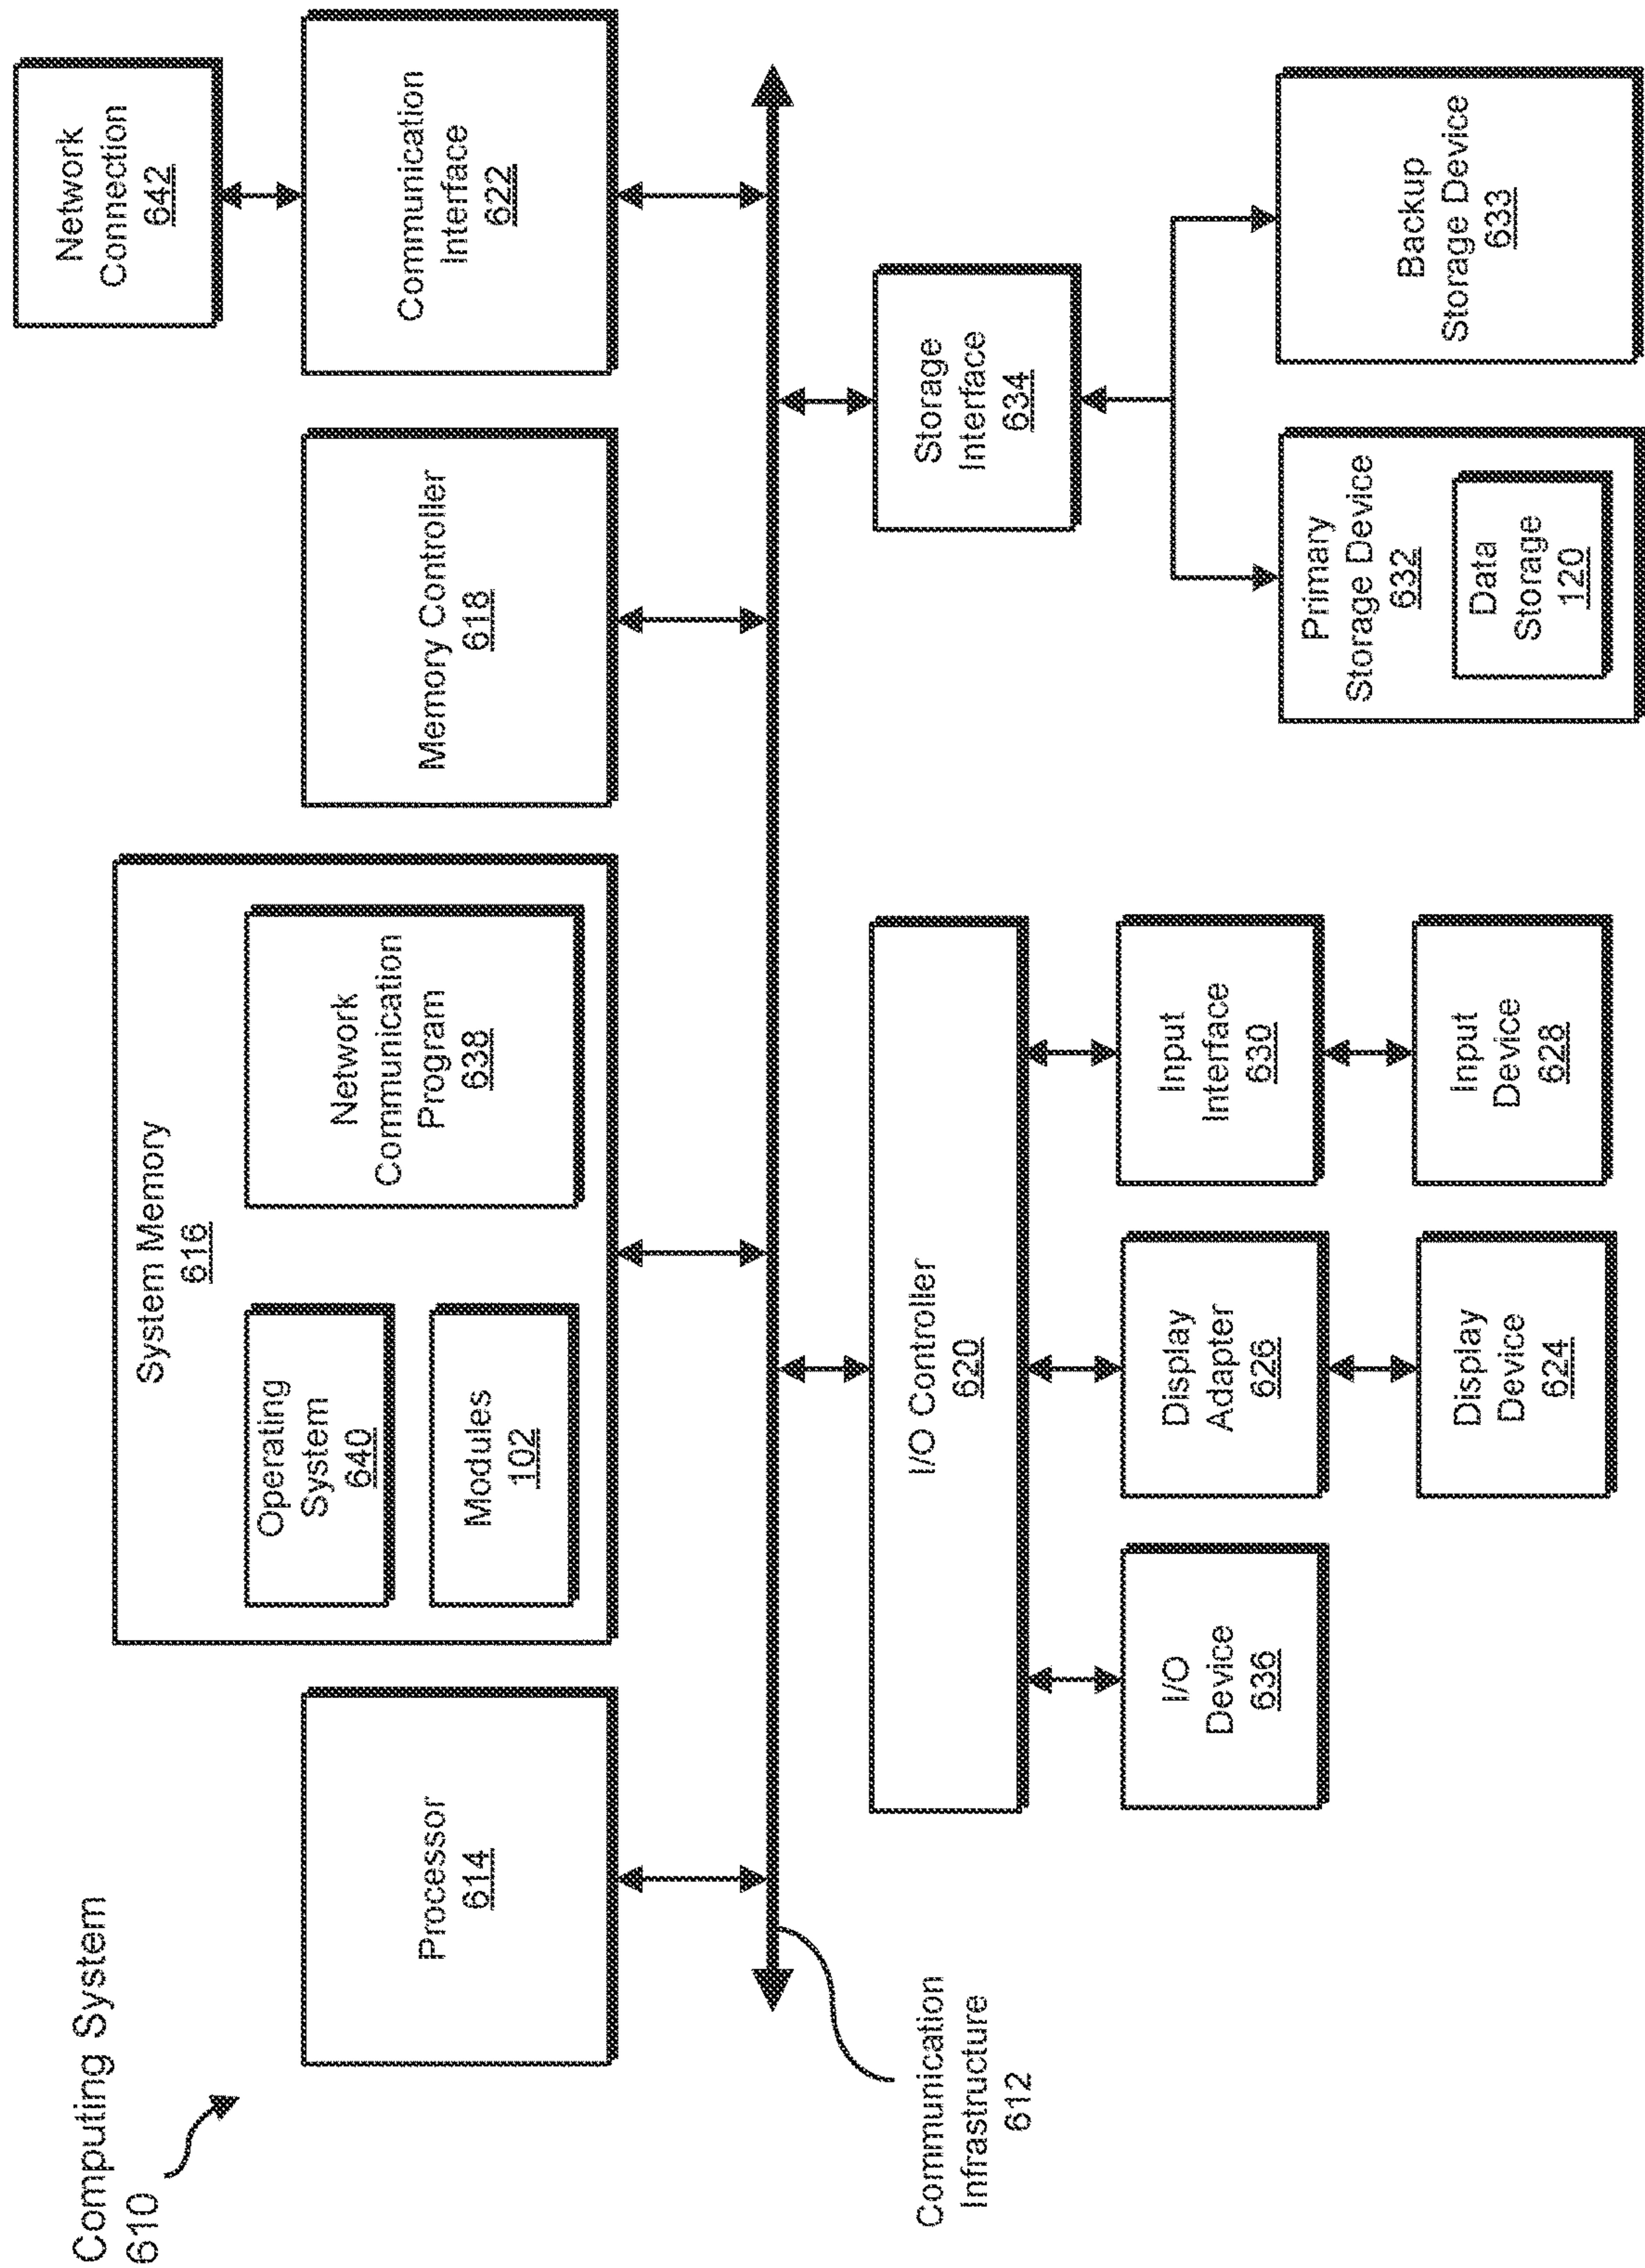 Computing System
610
Processor
614
System Memory
616
Operating
System
640
Modules
102
Network
Communication
Program
638
Memory Controller
618
Communication
Interface
622
Network
Connection
642
Communication
Infrastructure
612
I/O Controller
620
I/O
Device
636
Display
Adapter
626
Input
Interface
630
Display
Device
624
Input
Device
628
Storage
Interface
634
Primary
Storage Device
632
Data
Storage
120
Backup
Storage Device
633